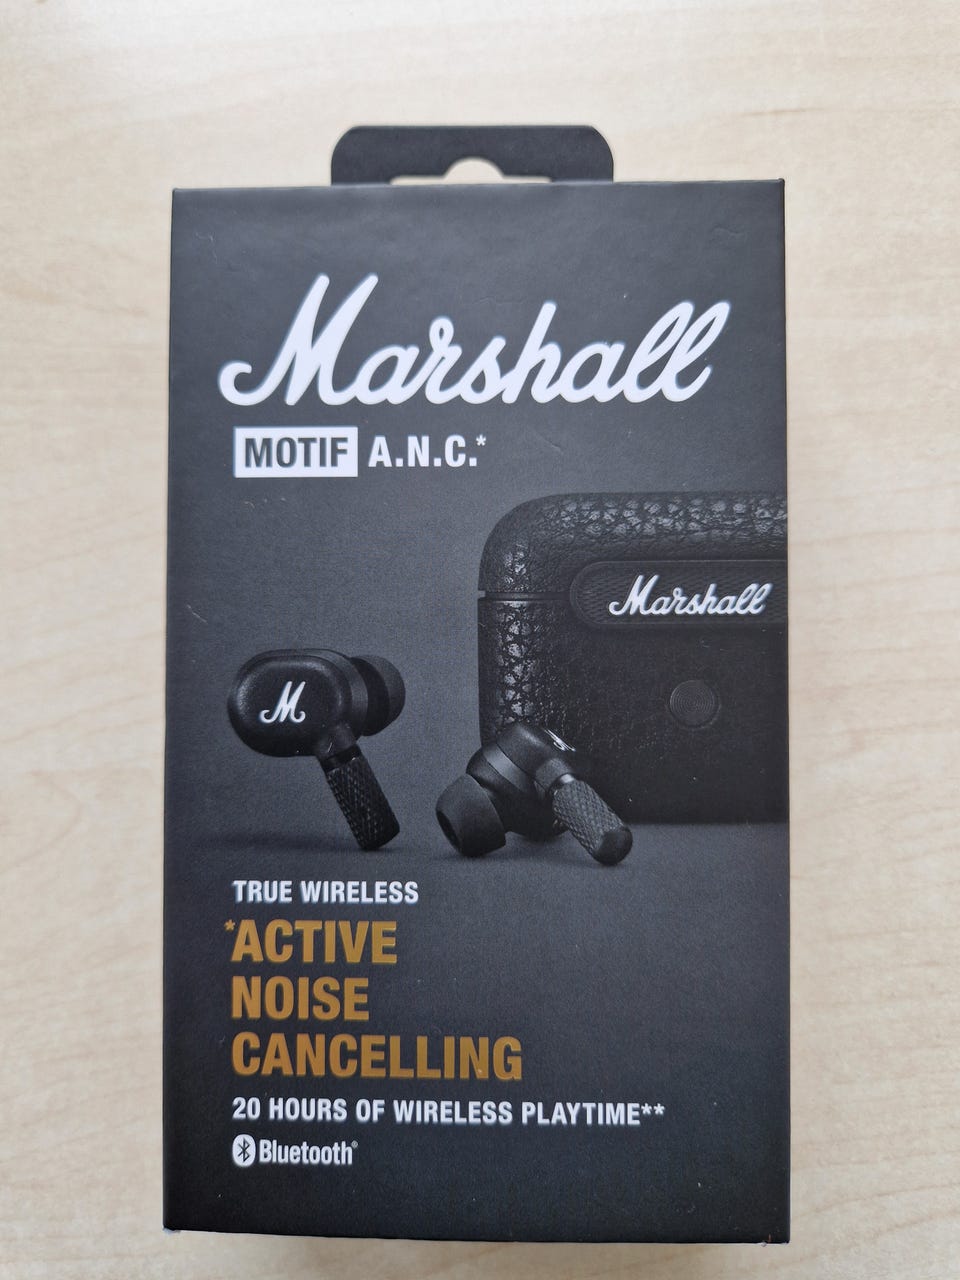 Marshall
MOTIF A.N.C.*
Marshall
M
TRUE WIRELESS
*ACTIVE
NOISE
CANCELLING
20 HOURS OF WIRELESS PLAYTIME**
Bluetooth®